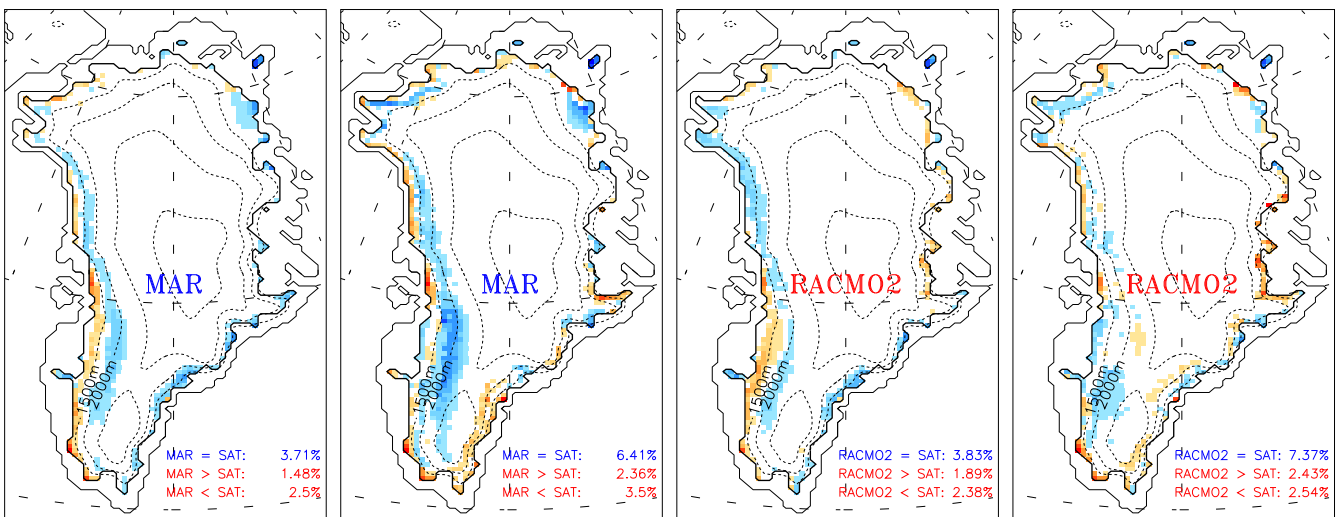 MAR
1500m
2000m
MAR = SAT: 3.71%
MAR > SAT: 1.48%
MAR < SAT: 2.5%
MAR
1500m
2000m
MAR = SAT: 6.41%
MAR > SAT: 2.36%
MAR < SAT: 3.5%
RACMO2
1500m
2000m
RACMO2 = SAT: 3.83%
RACMO2 > SAT: 1.89%
RACMO2 < SAT: 2.38%
RACMO2
1500m
2000m
RACMO2 = SAT: 7.37%
RACMO2 > SAT: 2.43%
RACMO2 < SAT: 2.54%